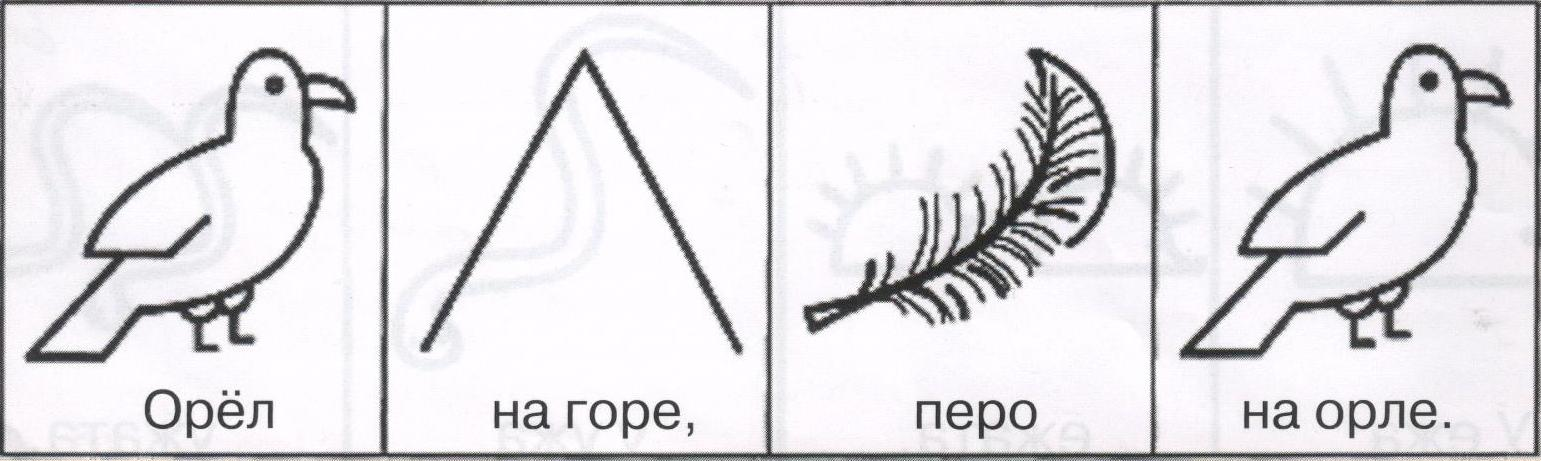 Орёл на горе, перо на орле.